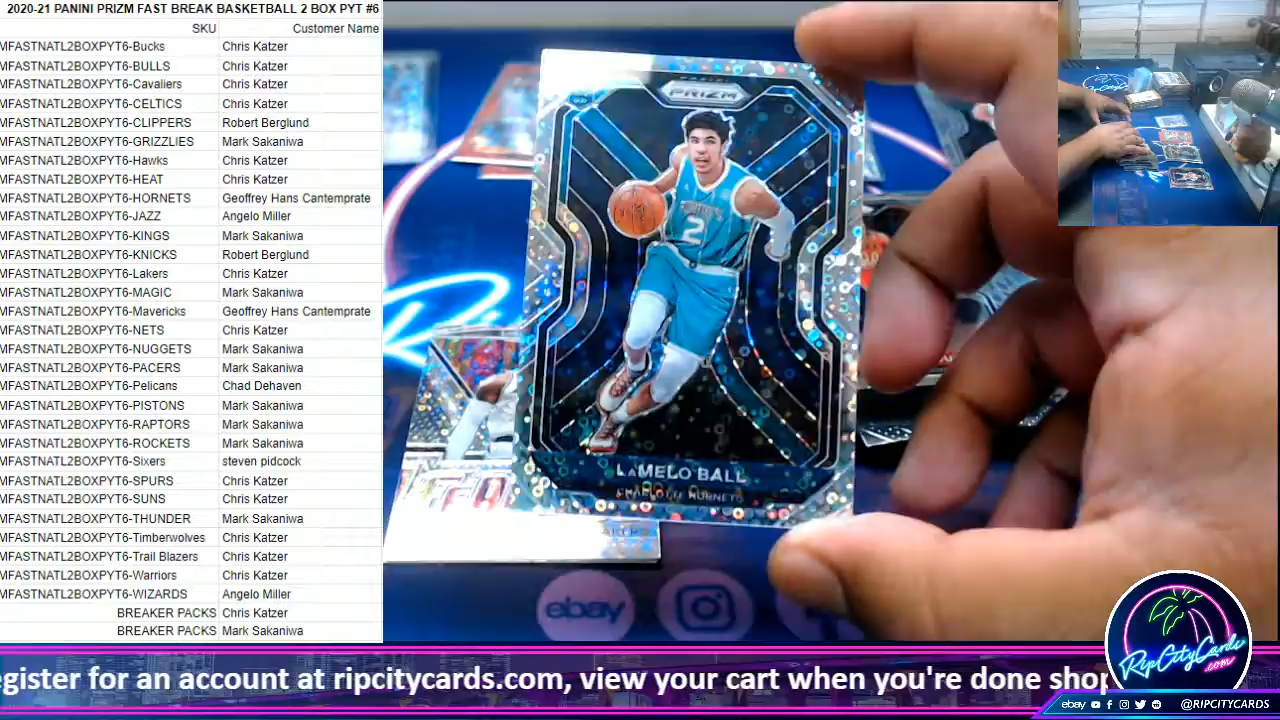 2020-21 PANINI PRIZM FAST BREAK BASKETBALL 2 BOX PYT #6
SKU Customer Name
MFASTNATL2BOXPYT6-Bucks Chris Katzer
MFASTNATL2BOXPYT6-BULLS Chris Katzer
MFASTNATL2BOXPYT6-Cavaliers Chris Katzer
MFASTNATL2BOXPYT6-CELTICS Chris Katzer
MFASTNATL2BOXPYT6-CLIPPERS Robert Berglund
MFASTNATL2BOXPYT6-GRIZZLIES Mark Sakaniwa
MFASTNATL2BOXPYT6-Hawks Chris Katzer
MFASTNATL2BOXPYT6-HEAT Chris Katzer
MFASTNATL2BOXPYT6-HORNETS Geoffrey Hans Cantemprate
MFASTNATL2BOXPYT6-JAZZ Angelo Miller
MFASTNATL2BOXPYT6-KINGS Mark Sakaniwa
MFASTNATL2BOXPYT6-KNICKS Robert Berglund
MFASTNATL2BOXPYT6-Lakers Chris Katzer
MFASTNATL2BOXPYT6-MAGIC Mark Sakaniwa
MFASTNATL2BOXPYT6-Mavericks Geoffrey Hans Cantemprate
MFASTNATL2BOXPYT6-NETS Chris Katzer
MFASTNATL2BOXPYT6-NUGGETS Mark Sakaniwa
MFASTNATL2BOXPYT6-PACERS Mark Sakaniwa
MFASTNATL2BOXPYT6-Pelicans Chad Dehaven
MFASTNATL2BOXPYT6-PISTONS Mark Sakaniwa
MFASTNATL2BOXPYT6-RAPTORS Mark Sakaniwa
MFASTNATL2BOXPYT6-ROCKETS Mark Sakaniwa
MFASTNATL2BOXPYT6-Sixers steven pidcock
MFASTNATL2BOXPYT6-SPURS Chris Katzer
MFASTNATL2BOXPYT6-SUNS Chris Katzer
MFASTNATL2BOXPYT6-THUNDER Mark Sakaniwa
MFASTNATL2BOXPYT6-Timberwolves Chris Katzer
MFASTNATL2BOXPYT6-Trail Blazers Chris Katzer
MFASTNATL2BOXPYT6-Warriors Chris Katzer
MFASTNATL2BOXPYT6-WIZARDS Angelo Miller
BREAKER PACKS Chris Katzer
BREAKER PACKS Mark Sakaniwa
PRIZM
2
LAMELO BALL
CHARLOTTE HORNETS
ebay
egister for an account at ripcitycards.com, view your cart when you're done shop
RipCityCards
.com
ebay @RIPCITYCARDS